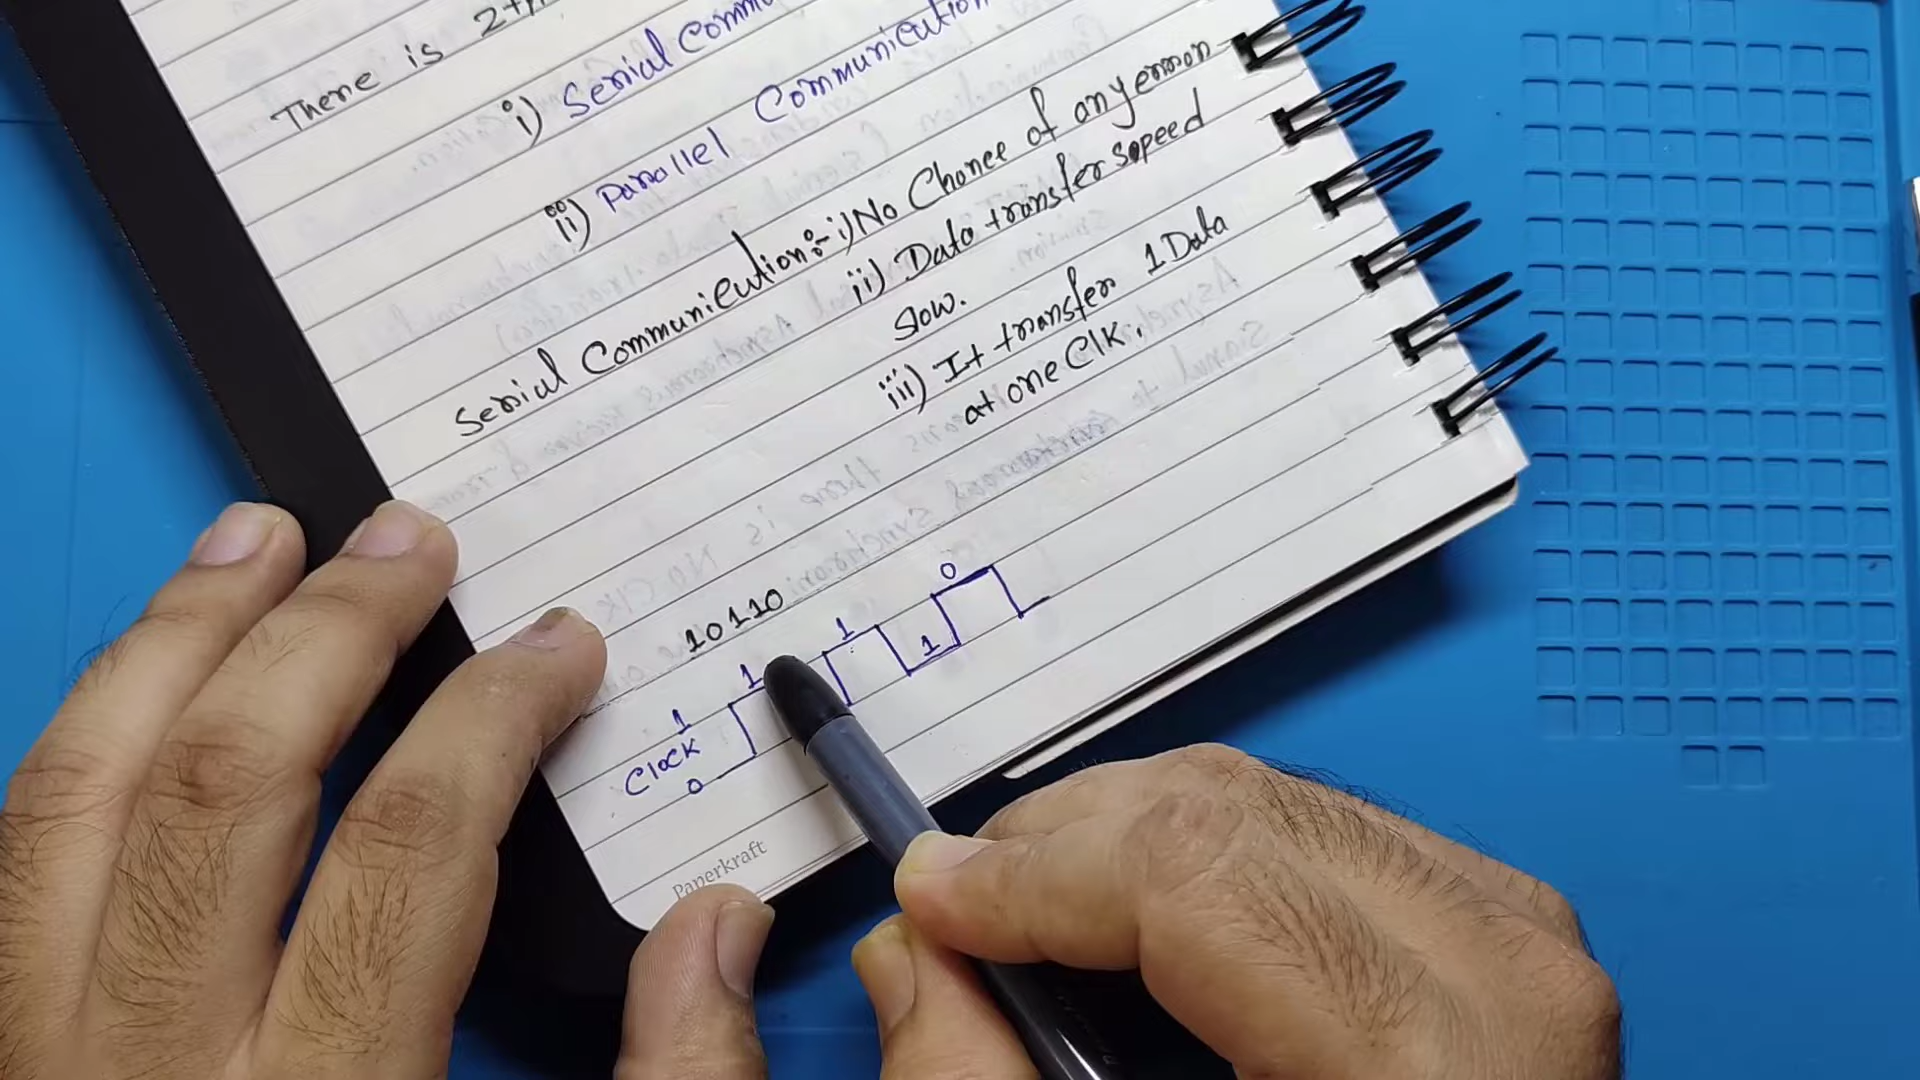 There is 2 ty
i) Serial Comm
ii) Parallel Communication
Serial Communication:- i) No Chance of any error
ii) Data transfer speed
slow.
iii) It transfer 1 Data
at one Clk.
10110
1 1 1 1 0
Clock
0
Paperkraft